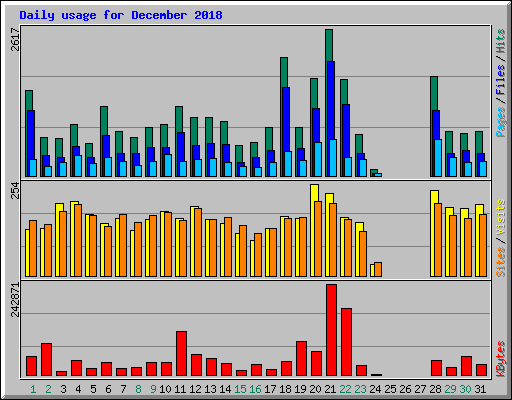 Daily usage for December 2018
2617
Pages / Files / Hits
254
Sites / Visits
242871
KBytes
1 2 3 4 5 6 7 8 9 10 11 12 13 14 15 16 17 18 19 20 21 22 23 24 25 26 27 28 29 30 31